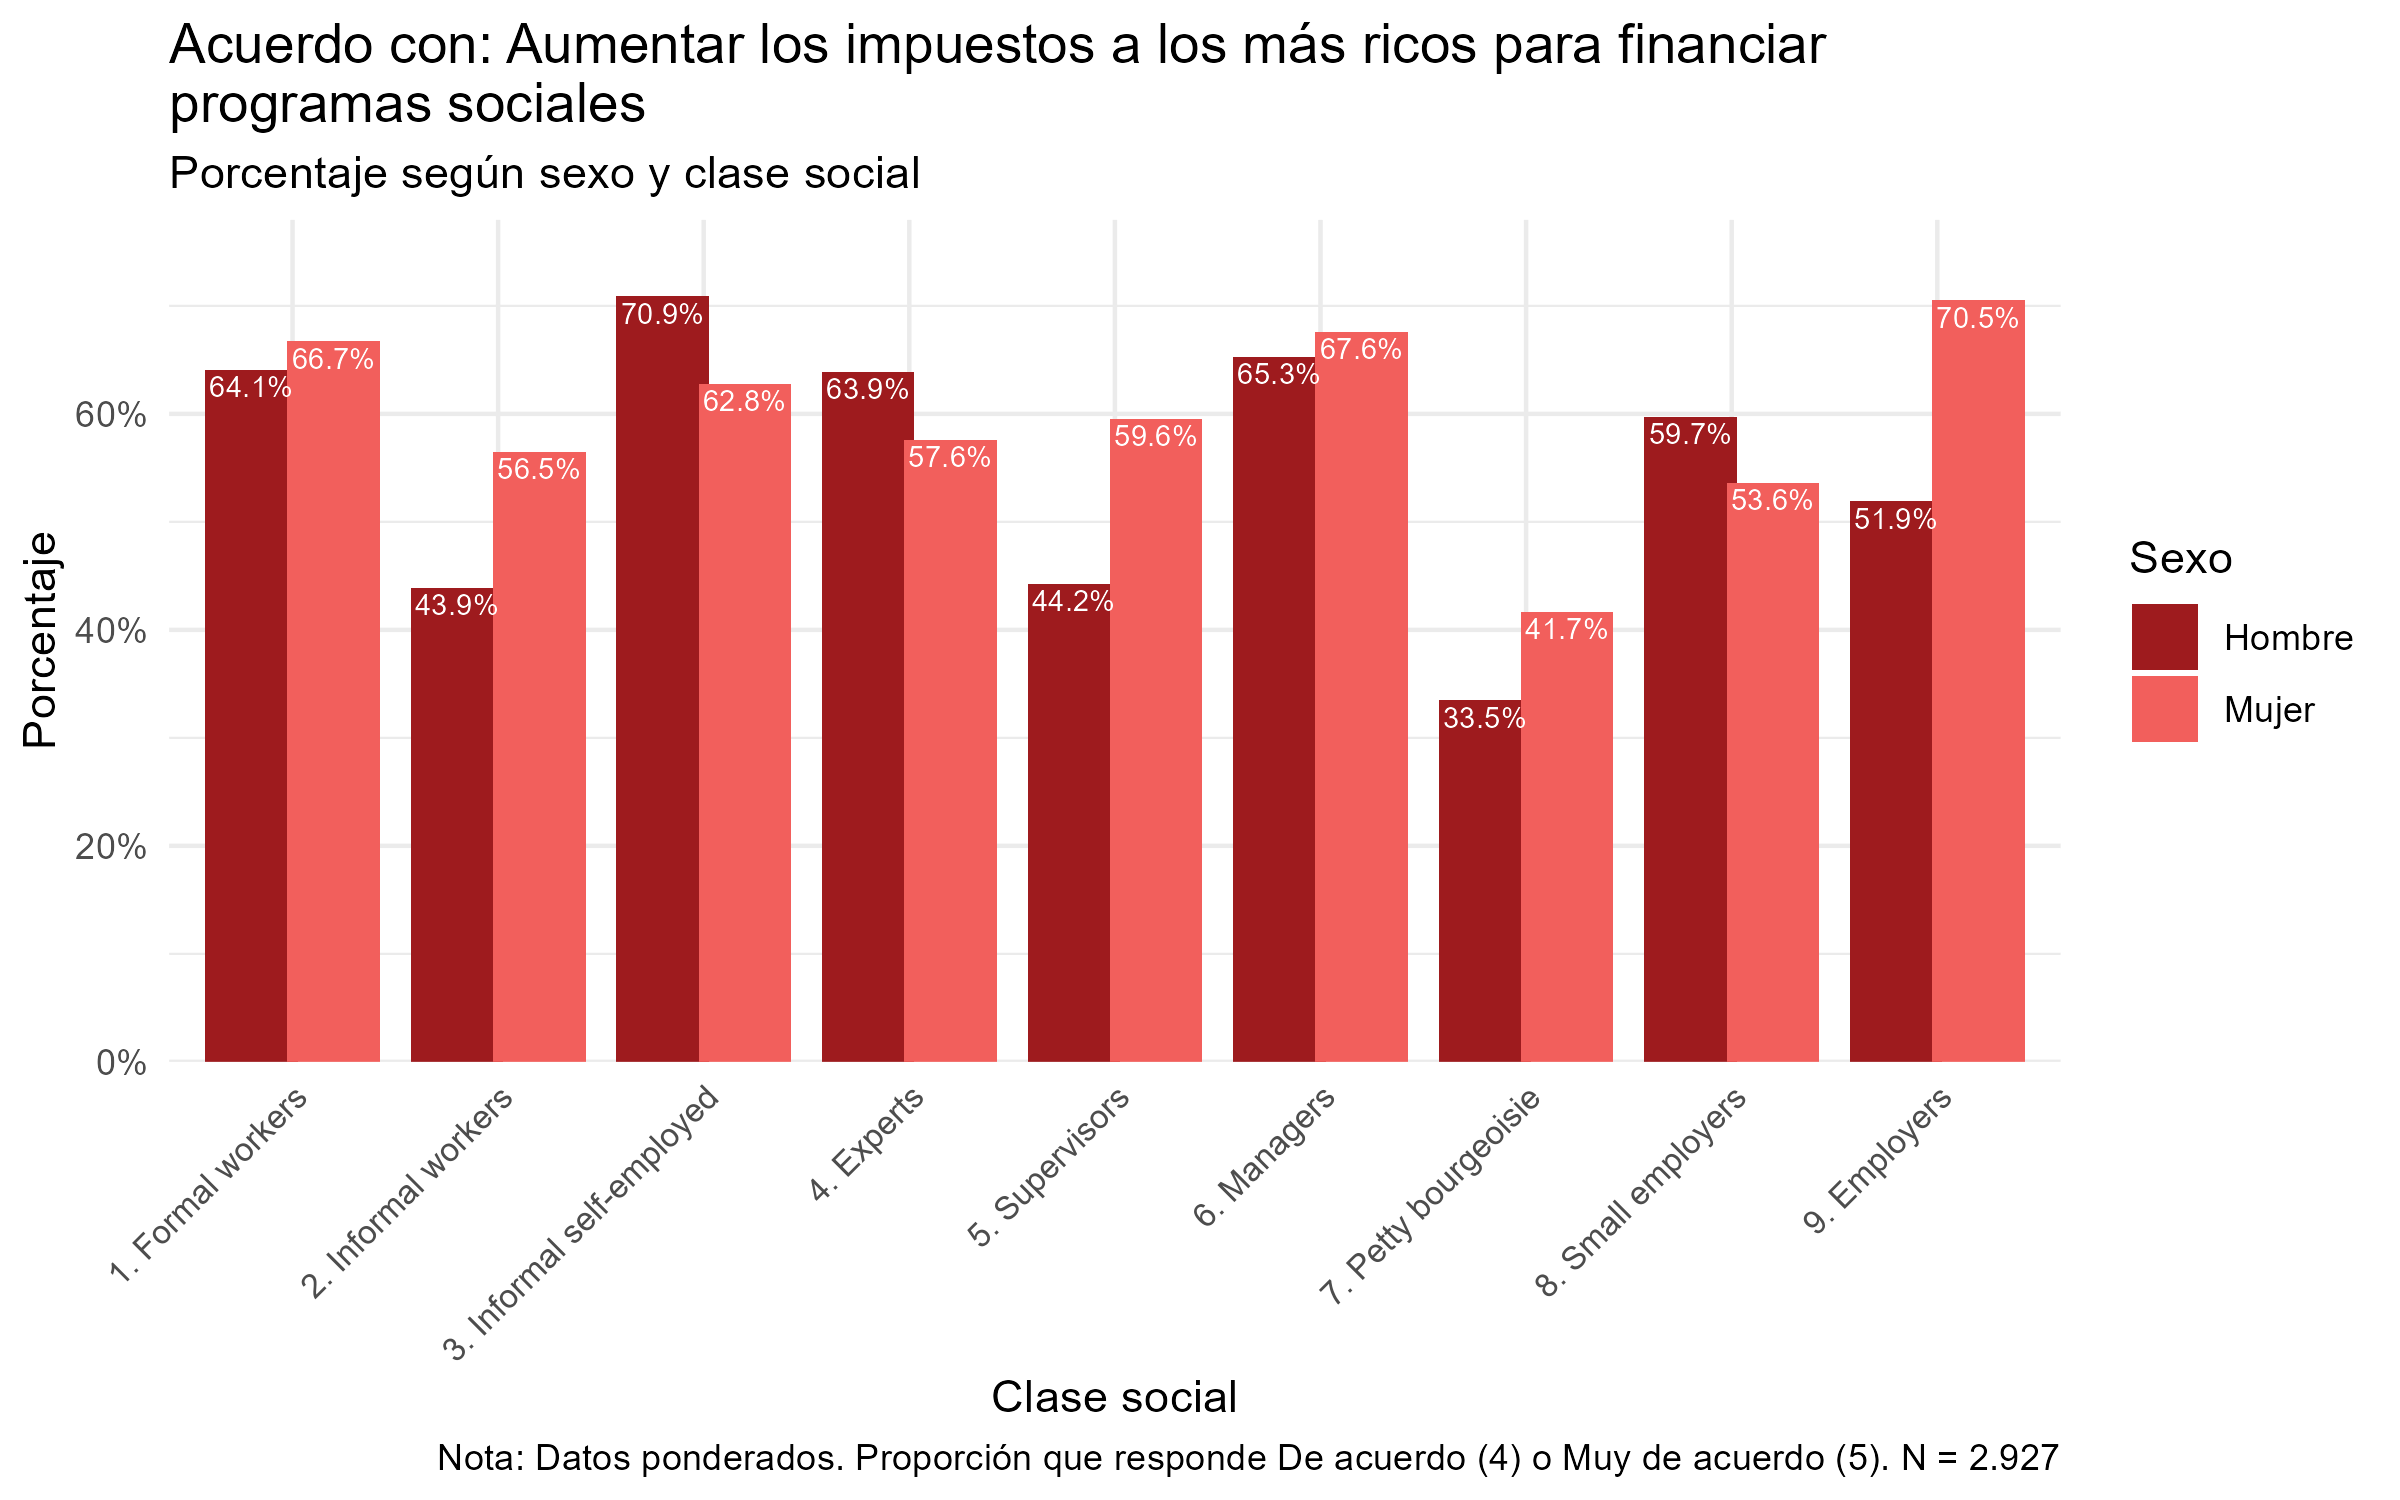 Acuerdo con: Aumentar los impuestos a los más ricos para financiar
programas sociales
Porcentaje según sexo y clase social
Porcentaje
60%
40%
20%
0%
64.1%
66.7%
43.9%
56.5%
70.9%
62.8%
63.9%
57.6%
44.2%
59.6%
65.3%
67.6%
33.5%
41.7%
59.7%
53.6%
51.9%
70.5%
Sexo
Hombre
Mujer
1. Formal workers
2. Informal workers
3. Informal self-employed
4. Experts
5. Supervisors
6. Managers
7. Petty bourgeoisie
8. Small employers
9. Employers
Clase social
Nota: Datos ponderados. Proporción que responde De acuerdo (4) o Muy de acuerdo (5). N = 2.927